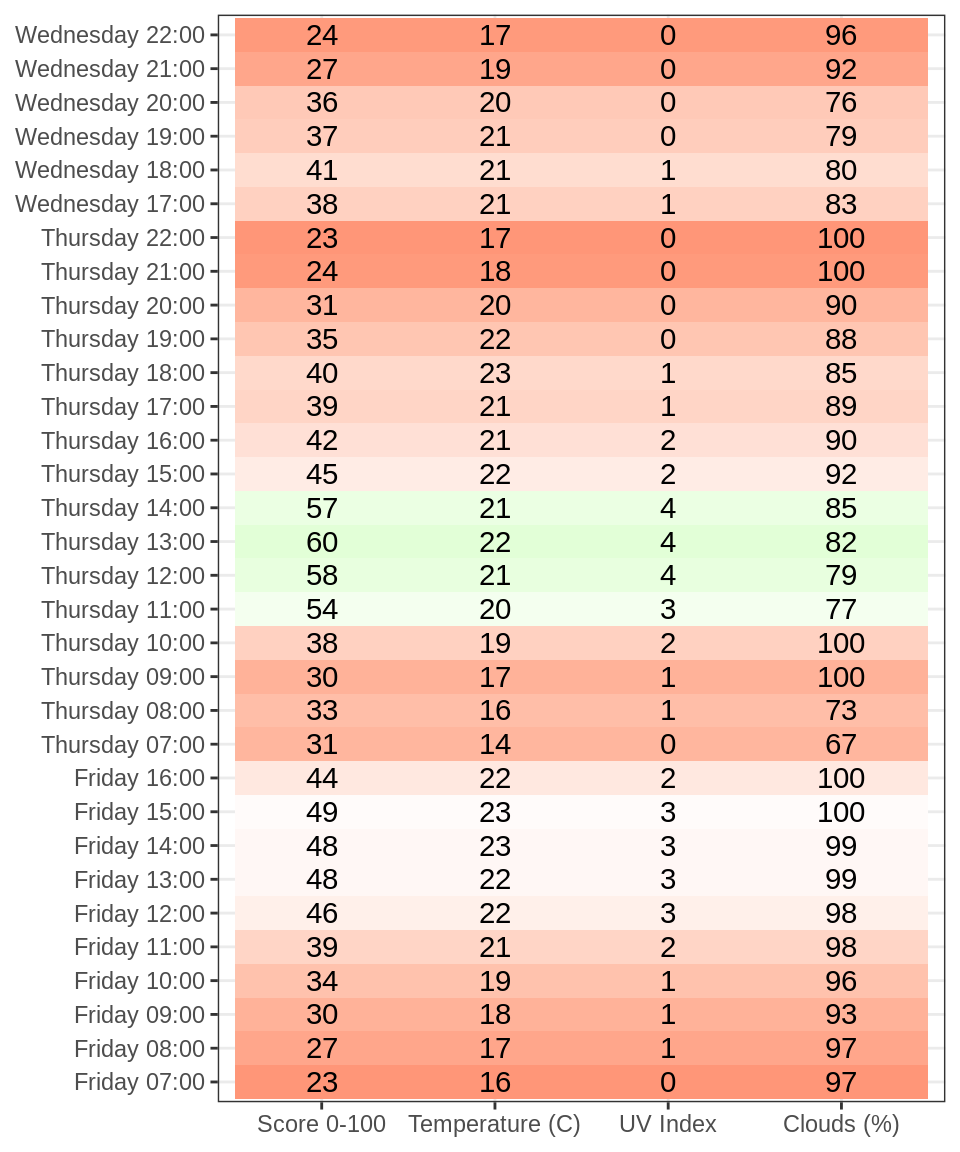 Wednesday 22:00 24 17 0 96
Wednesday 21:00 27 19 0 92
Wednesday 20:00 36 20 0 76
Wednesday 19:00 37 21 0 79
Wednesday 18:00 41 21 1 80
Wednesday 17:00 38 21 1 83
Thursday 22:00 23 17 0 100
Thursday 21:00 24 18 0 100
Thursday 20:00 31 20 0 90
Thursday 19:00 35 22 0 88
Thursday 18:00 40 23 1 85
Thursday 17:00 39 21 1 89
Thursday 16:00 42 21 2 90
Thursday 15:00 45 22 2 92
Thursday 14:00 57 21 4 85
Thursday 13:00 60 22 4 82
Thursday 12:00 58 21 4 79
Thursday 11:00 54 20 3 77
Thursday 10:00 38 19 2 100
Thursday 09:00 30 17 1 100
Thursday 08:00 33 16 1 73
Thursday 07:00 31 14 0 67
Friday 16:00 44 22 2 100
Friday 15:00 49 23 3 100
Friday 14:00 48 23 3 99
Friday 13:00 48 22 3 99
Friday 12:00 46 22 3 98
Friday 11:00 39 21 2 98
Friday 10:00 34 19 1 96
Friday 09:00 30 18 1 93
Friday 08:00 27 17 1 97
Friday 07:00 23 16 0 97
Score 0-100 Temperature (C) UV Index Clouds (%)